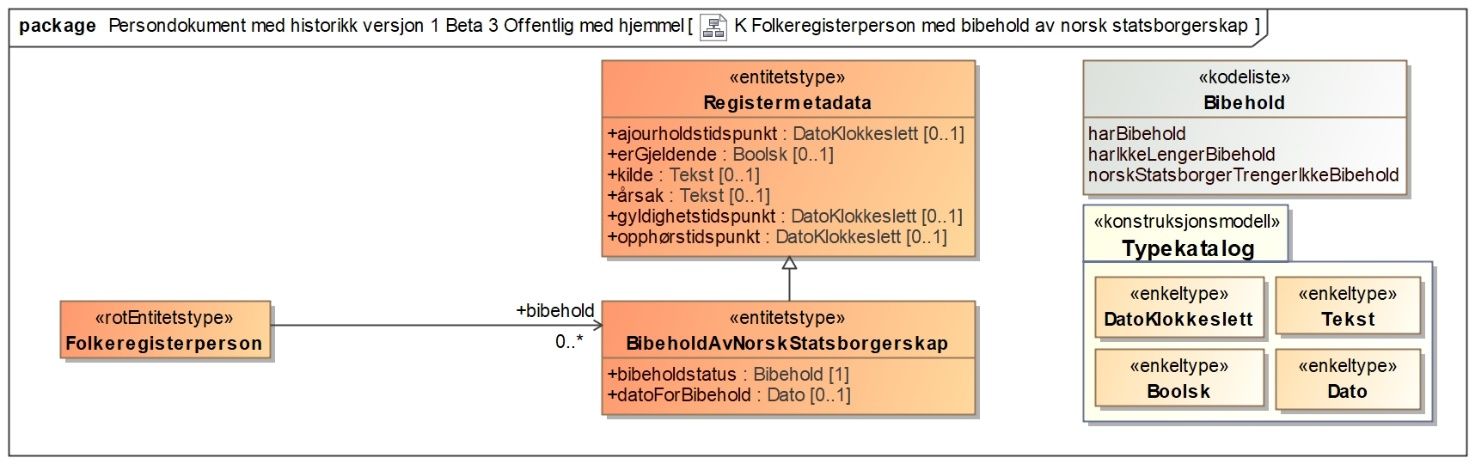 package Persondokument med historikk versjon 1 Beta 3 Offentlig med hjemmel [ K Folkeregisterperson med bibehold av norsk statsborgerskap ]
«entitetstype»
Registermetadata
+ajourholdstidspunkt : DatoKlokkeslett [0..1]
+erGjeldende : Boolsk [0..1]
+kilde : Tekst [0..1]
+årsak : Tekst [0..1]
+gyldighetstidspunkt : DatoKlokkeslett [0..1]
+opphørstidspunkt : DatoKlokkeslett [0..1]
«kodeliste»
Bibehold
harBibehold
harIkkeLengerBibehold
norskStatsborgerTrengerIkkeBibehold
«konstruksjonsmodell»
Typekatalog
«enkeltype»
DatoKlokkeslett
«enkeltype»
Tekst
«enkeltype»
Boolsk
«enkeltype»
Dato
«rotEntitetstype»
Folkeregisterperson
+bibehold
0..*
«entitetstype»
BibeholdAvNorskStatsborgerskap
+bibeholdstatus : Bibehold [1]
+datoForBibehold : Dato [0..1]